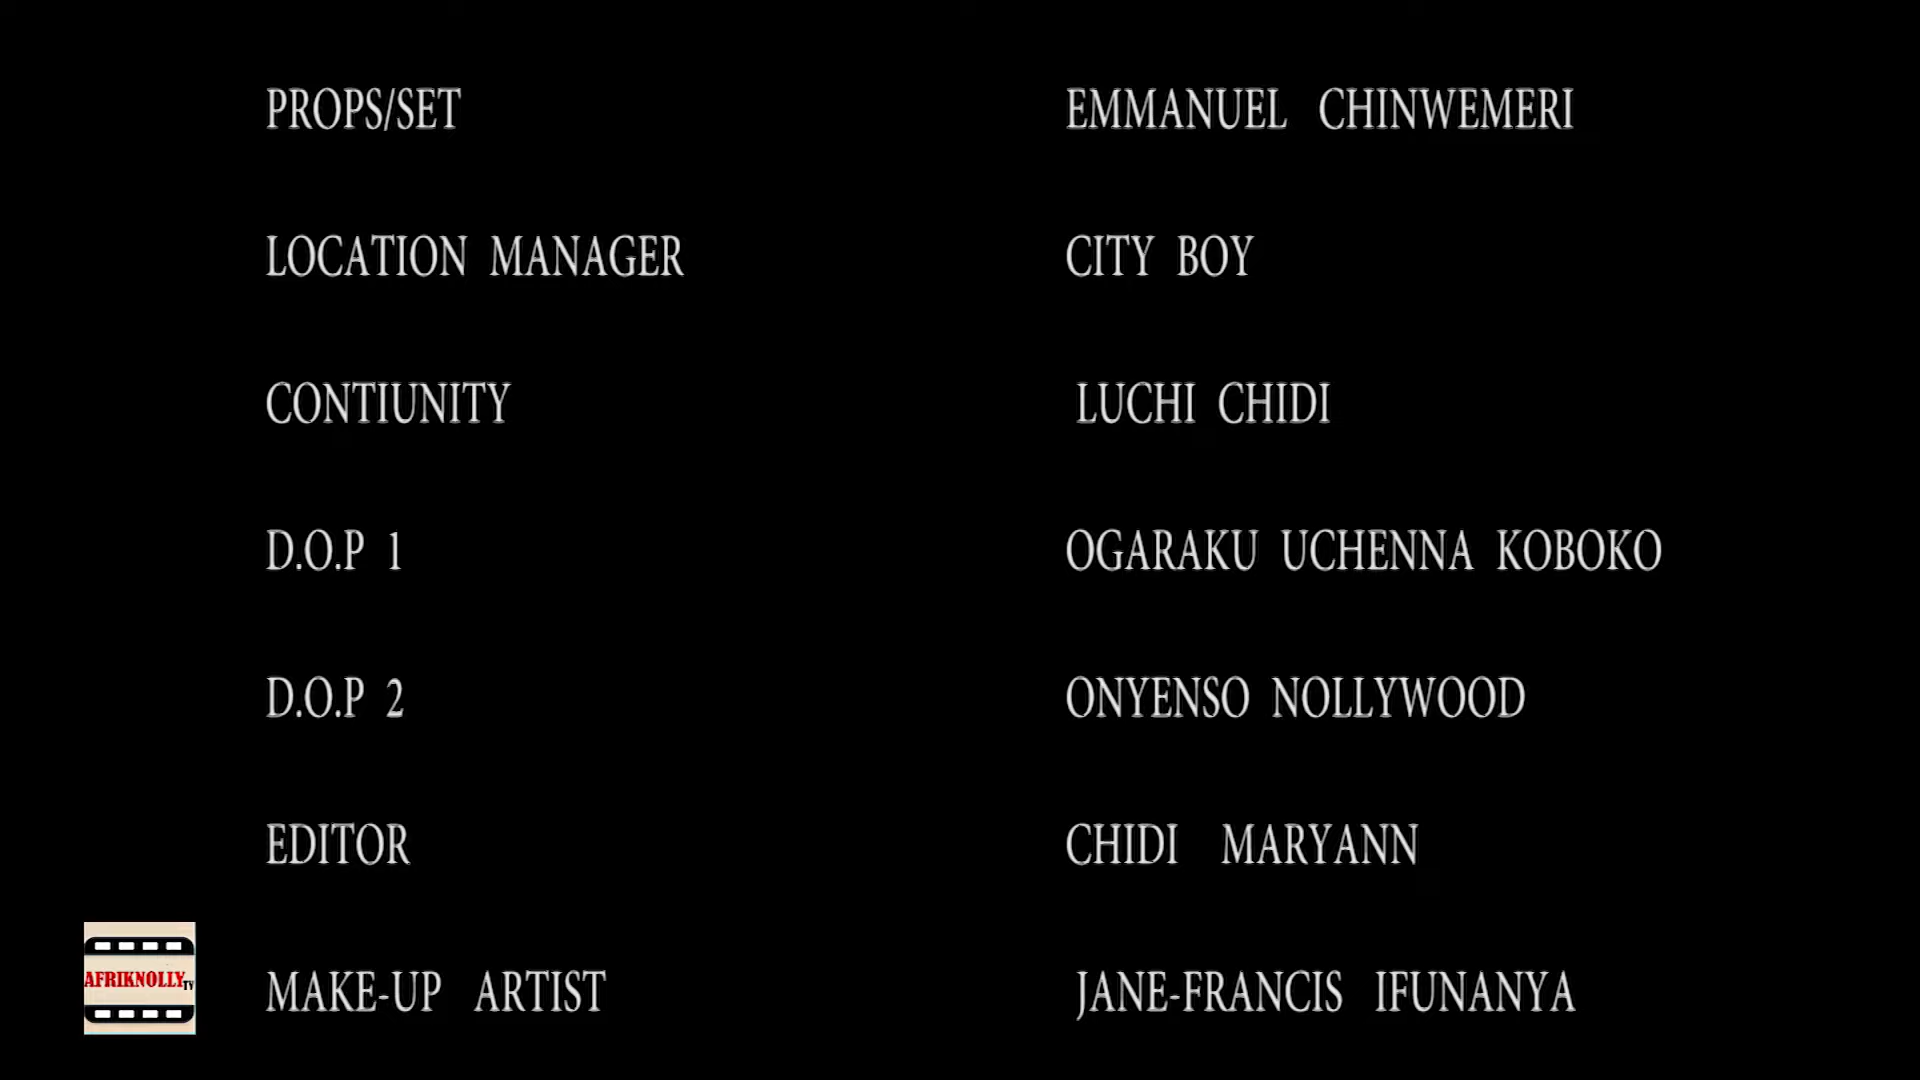 PROPS/SET EMMANUEL CHINWEMERI
LOCATION MANAGER CITY BOY
CONTIUNITY LUCHI CHIDI
D.O.P 1 OGARAKU UCHENNA KOBOKO
D.O.P 2 ONYENSO NOLLYWOOD
EDITOR CHIDI MARYANN
MAKE-UP ARTIST JANE-FRANCIS IFUNANYA
AFRIKNOLLY TV